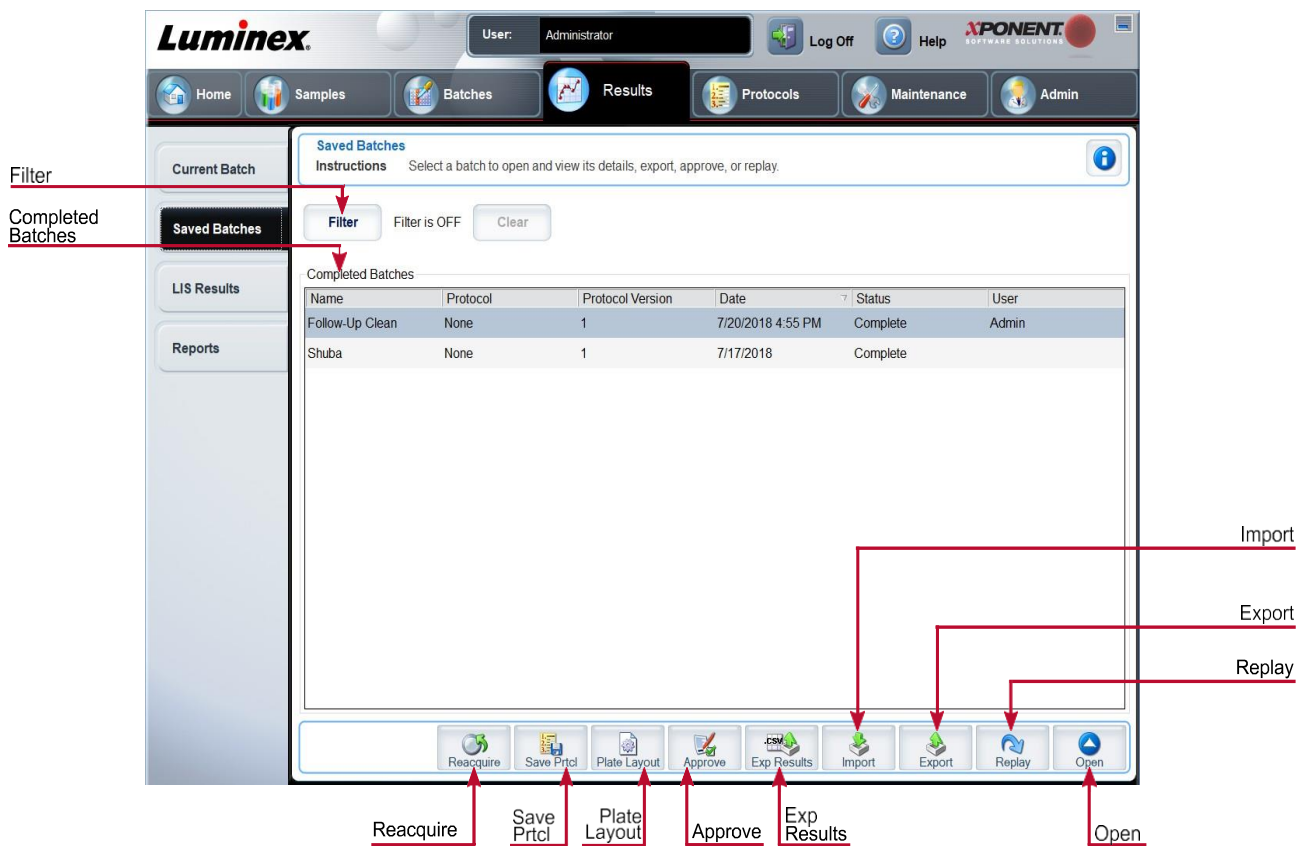 Luminex.
User: Administrator
Log Off
Help
XPONENT.
SOFTWARE SOLUTIONS
Home
Samples
Batches
Results
Protocols
Maintenance
Admin
Current Batch
Saved Batches
LIS Results
Reports
Saved Batches
Instructions Select a batch to open and view its details, export, approve, or replay.
Filter
Filter is OFF
Clear
Completed Batches
Name Protocol Protocol Version Date Status User
Follow-Up Clean None 1 7/20/2018 4:55 PM Complete Admin
Shuba None 1 7/17/2018 Complete
Reacquire
Save Prtcl
Plate Layout
Approve
.CSV
Exp Results
Import
Export
Replay
Open
Filter
Completed
Batches
Import
Export
Replay
Reacquire
Save
Prtcl
Plate
Layout
Approve
Exp
Results
Open